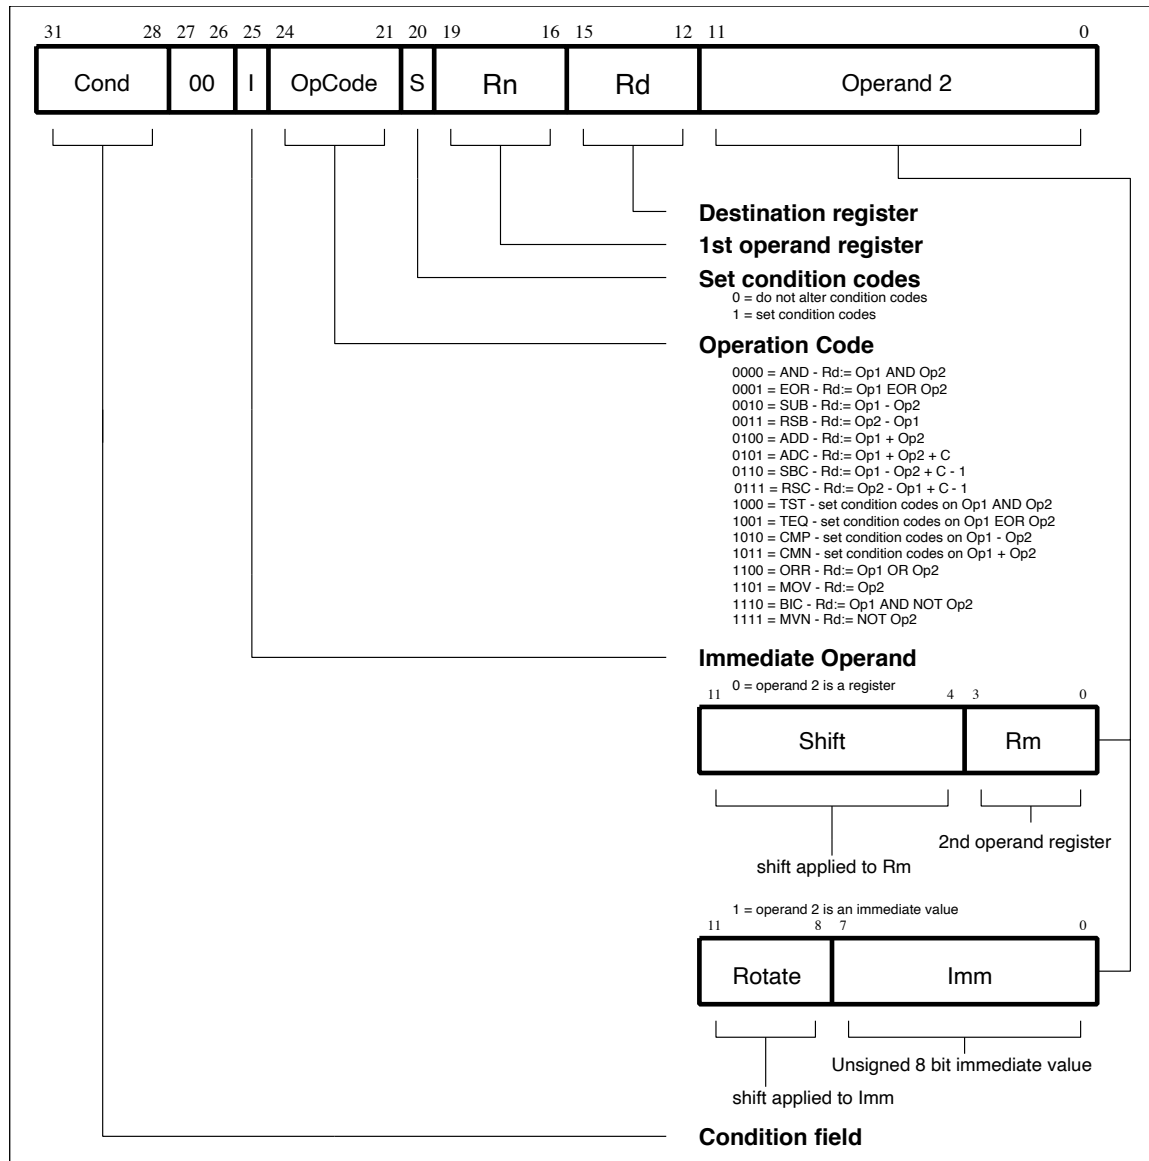 31 28 27 26 25 24 21 20 19 16 15 12 11 0
Cond 00 I OpCode S Rn Rd Operand 2
Destination register
1st operand register
Set condition codes
0 = do not alter condition codes
1 = set condition codes
Operation Code
0000 = AND - Rd:= Op1 AND Op2
0001 = EOR - Rd:= Op1 EOR Op2
0010 = SUB - Rd:= Op1 - Op2
0011 = RSB - Rd:= Op2 - Op1
0100 = ADD - Rd:= Op1 + Op2
0101 = ADC - Rd:= Op1 + Op2 + C
0110 = SBC - Rd:= Op1 - Op2 + C - 1
0111 = RSC - Rd:= Op2 - Op1 + C - 1
1000 = TST - set condition codes on Op1 AND Op2
1001 = TEQ - set condition codes on Op1 EOR Op2
1010 = CMP - set condition codes on Op1 - Op2
1011 = CMN - set condition codes on Op1 + Op2
1100 = ORR - Rd:= Op1 OR Op2
1101 = MOV - Rd:= Op2
1110 = BIC - Rd:= Op1 AND NOT Op2
1111 = MVN - Rd:= NOT Op2
Immediate Operand
0 = operand 2 is a register
11 4 3 0
Shift Rm
2nd operand register
shift applied to Rm
1 = operand 2 is an immediate value
11 8 7 0
Rotate Imm
Unsigned 8 bit immediate value
shift applied to Imm
Condition field